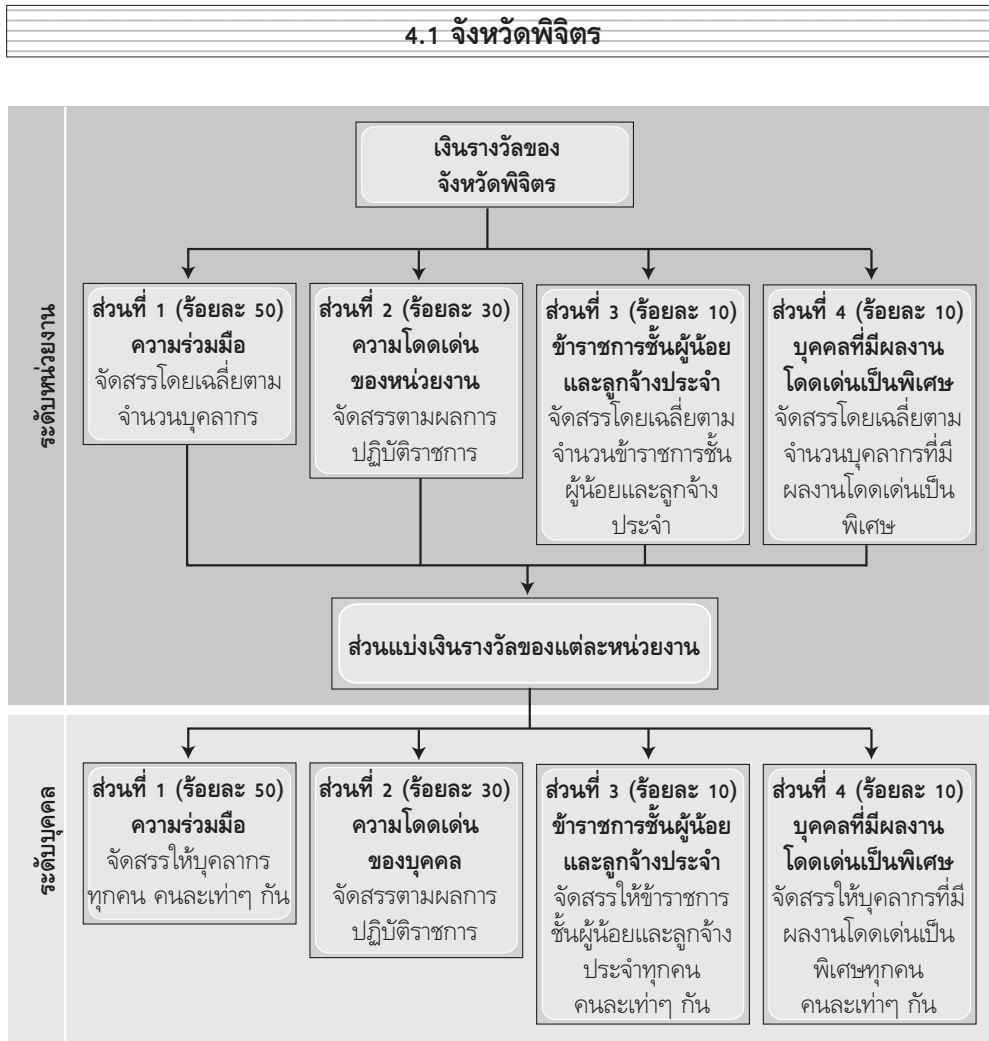 4.1 จังหวัดพิจิตร
ระดับหน่วยงาน
เงินรางวัลของ
จังหวัดพิจิตร
ส่วนที่ 1 (ร้อยละ 50)
ความร่วมมือ
จัดสรรโดยเฉลี่ยตาม
จำนวนบุคลากร
ส่วนที่ 2 (ร้อยละ 30)
ความโดดเด่น
ของหน่วยงาน
จัดสรรตามผลการ
ปฏิบัติราชการ
ส่วนที่ 3 (ร้อยละ 10)
ข้าราชการชั้นผู้น้อย
และลูกจ้างประจำ
จัดสรรโดยเฉลี่ยตาม
จำนวนข้าราชการชั้น
ผู้น้อยและลูกจ้าง
ประจำ
ส่วนที่ 4 (ร้อยละ 10)
บุคคลที่มีผลงาน
โดดเด่นเป็นพิเศษ
จัดสรรโดยเฉลี่ยตาม
จำนวนบุคลากรที่มี
ผลงานโดดเด่นเป็น
พิเศษ
ส่วนแบ่งเงินรางวัลของแต่ละหน่วยงาน
ระดับบุคคล
ส่วนที่ 1 (ร้อยละ 50)
ความร่วมมือ
จัดสรรให้บุคลากร
ทุกคน คนละเท่าๆ กัน
ส่วนที่ 2 (ร้อยละ 30)
ความโดดเด่น
ของบุคคล
จัดสรรตามผลการ
ปฏิบัติราชการ
ส่วนที่ 3 (ร้อยละ 10)
ข้าราชการชั้นผู้น้อย
และลูกจ้างประจำ
จัดสรรให้ข้าราชการ
ชั้นผู้น้อยและลูกจ้าง
ประจำทุกคน
คนละเท่าๆ กัน
ส่วนที่ 4 (ร้อยละ 10)
บุคคลที่มีผลงาน
โดดเด่นเป็นพิเศษ
จัดสรรให้บุคลากรที่มี
ผลงานโดดเด่นเป็น
พิเศษทุกคน
คนละเท่าๆ กัน